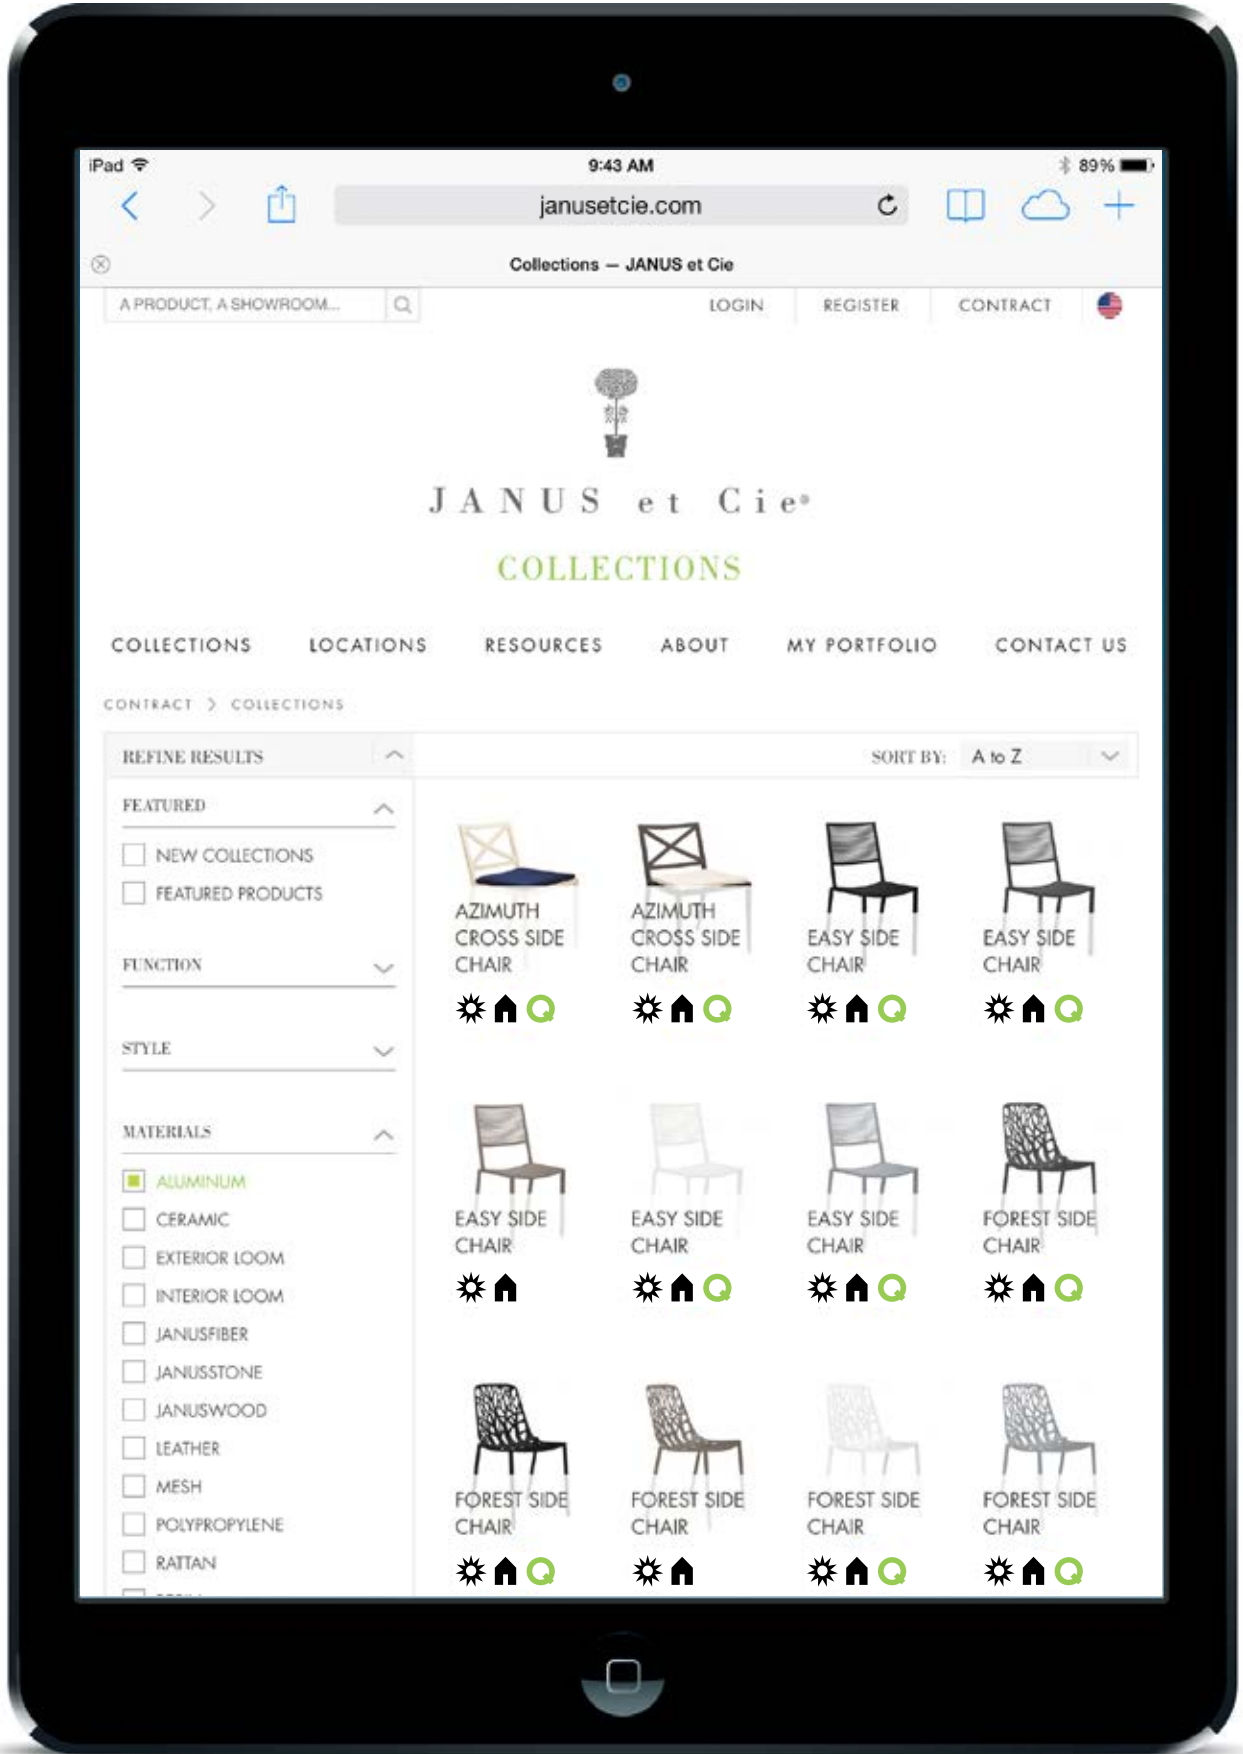 iPad
9:43 AM
89%
janusetcie.com
Collections — JANUS et Cie
A PRODUCT, A SHOWROOM...
LOGIN
REGISTER
CONTRACT
JANUS et Cie®
COLLECTIONS
COLLECTIONS
LOCATIONS
RESOURCES
ABOUT
MY PORTFOLIO
CONTACT US
CONTRACT > COLLECTIONS
REFINE RESULTS
SORT BY: A to Z
FEATURED
NEW COLLECTIONS
FEATURED PRODUCTS
FUNCTION
STYLE
MATERIALS
ALUMINUM
CERAMIC
EXTERIOR LOOM
INTERIOR LOOM
JANUSFIBER
JANUSSTONE
JANUSWOOD
LEATHER
MESH
POLYPROPYLENE
RATTAN
AZIMUTH
CROSS SIDE
CHAIR
Q
AZIMUTH
CROSS SIDE
CHAIR
Q
EASY SIDE
CHAIR
Q
EASY SIDE
CHAIR
Q
EASY SIDE
CHAIR
EASY SIDE
CHAIR
Q
EASY SIDE
CHAIR
Q
FOREST SIDE
CHAIR
Q
FOREST SIDE
CHAIR
Q
FOREST SIDE
CHAIR
FOREST SIDE
CHAIR
Q
FOREST SIDE
CHAIR
Q